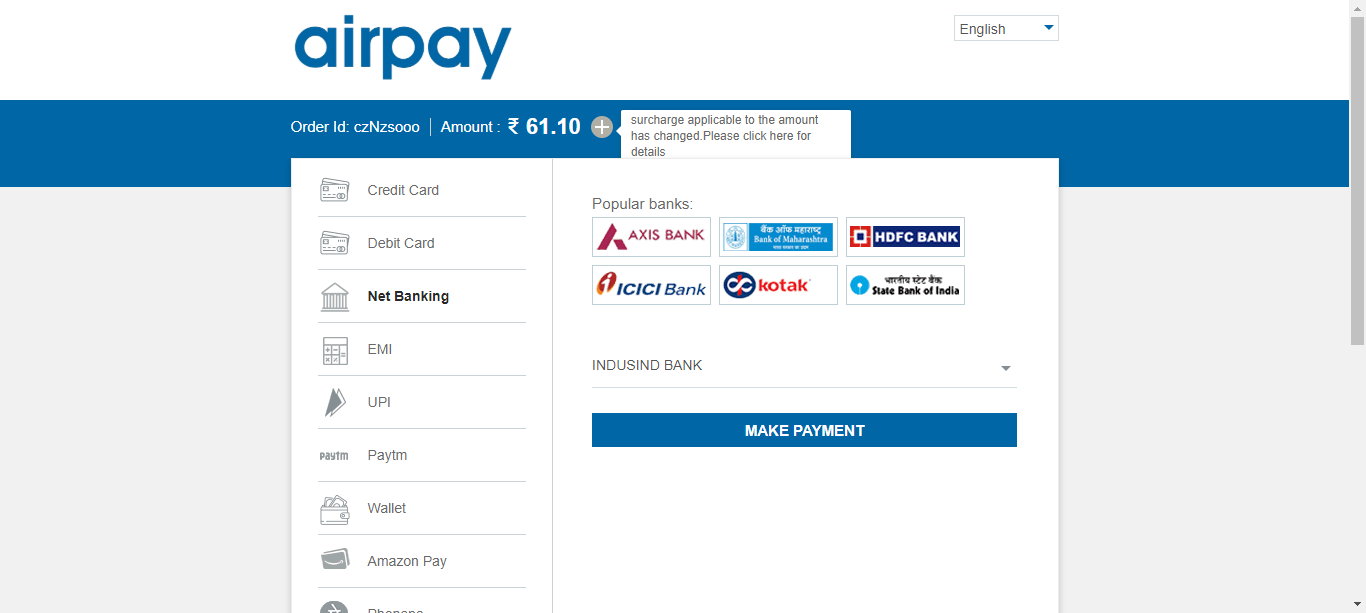 airpay
English
Order Id: czNzsooo
Amount : ₹ 61.10
surcharge applicable to the amount
has changed.Please click here for
details
Credit Card
Debit Card
Net Banking
EMI
UPI
paytm Paytm
Wallet
Amazon Pay
Phonepe
Popular banks:
AXIS BANK
बैंक ऑफ महाराष्ट्र
Bank of Maharashtra
HDFC BANK
ICICI Bank
kotak
भारतीय स्टेट बैंक
State Bank of India
INDUSIND BANK
MAKE PAYMENT